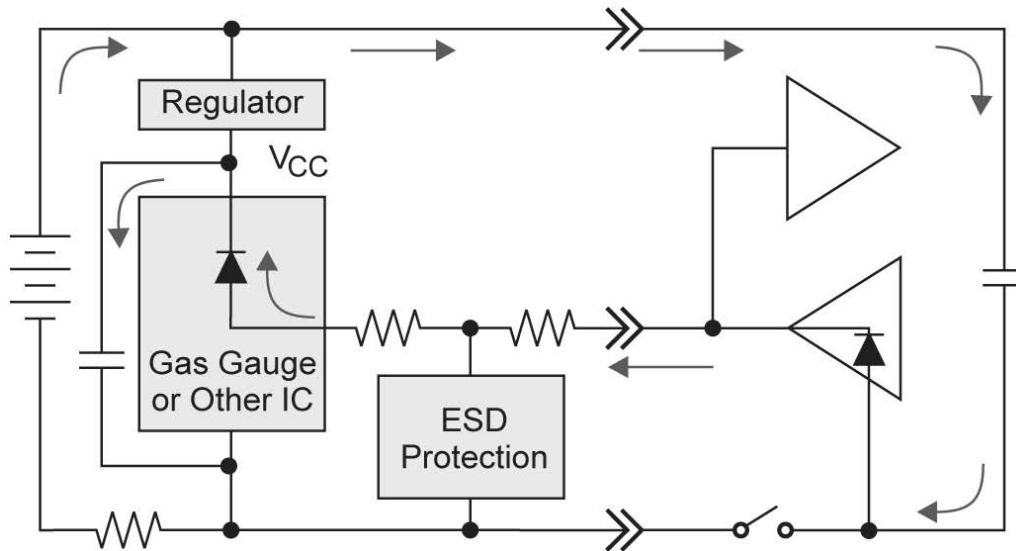 Regulator
VCC
Gas Gauge
or Other IC
ESD
Protection